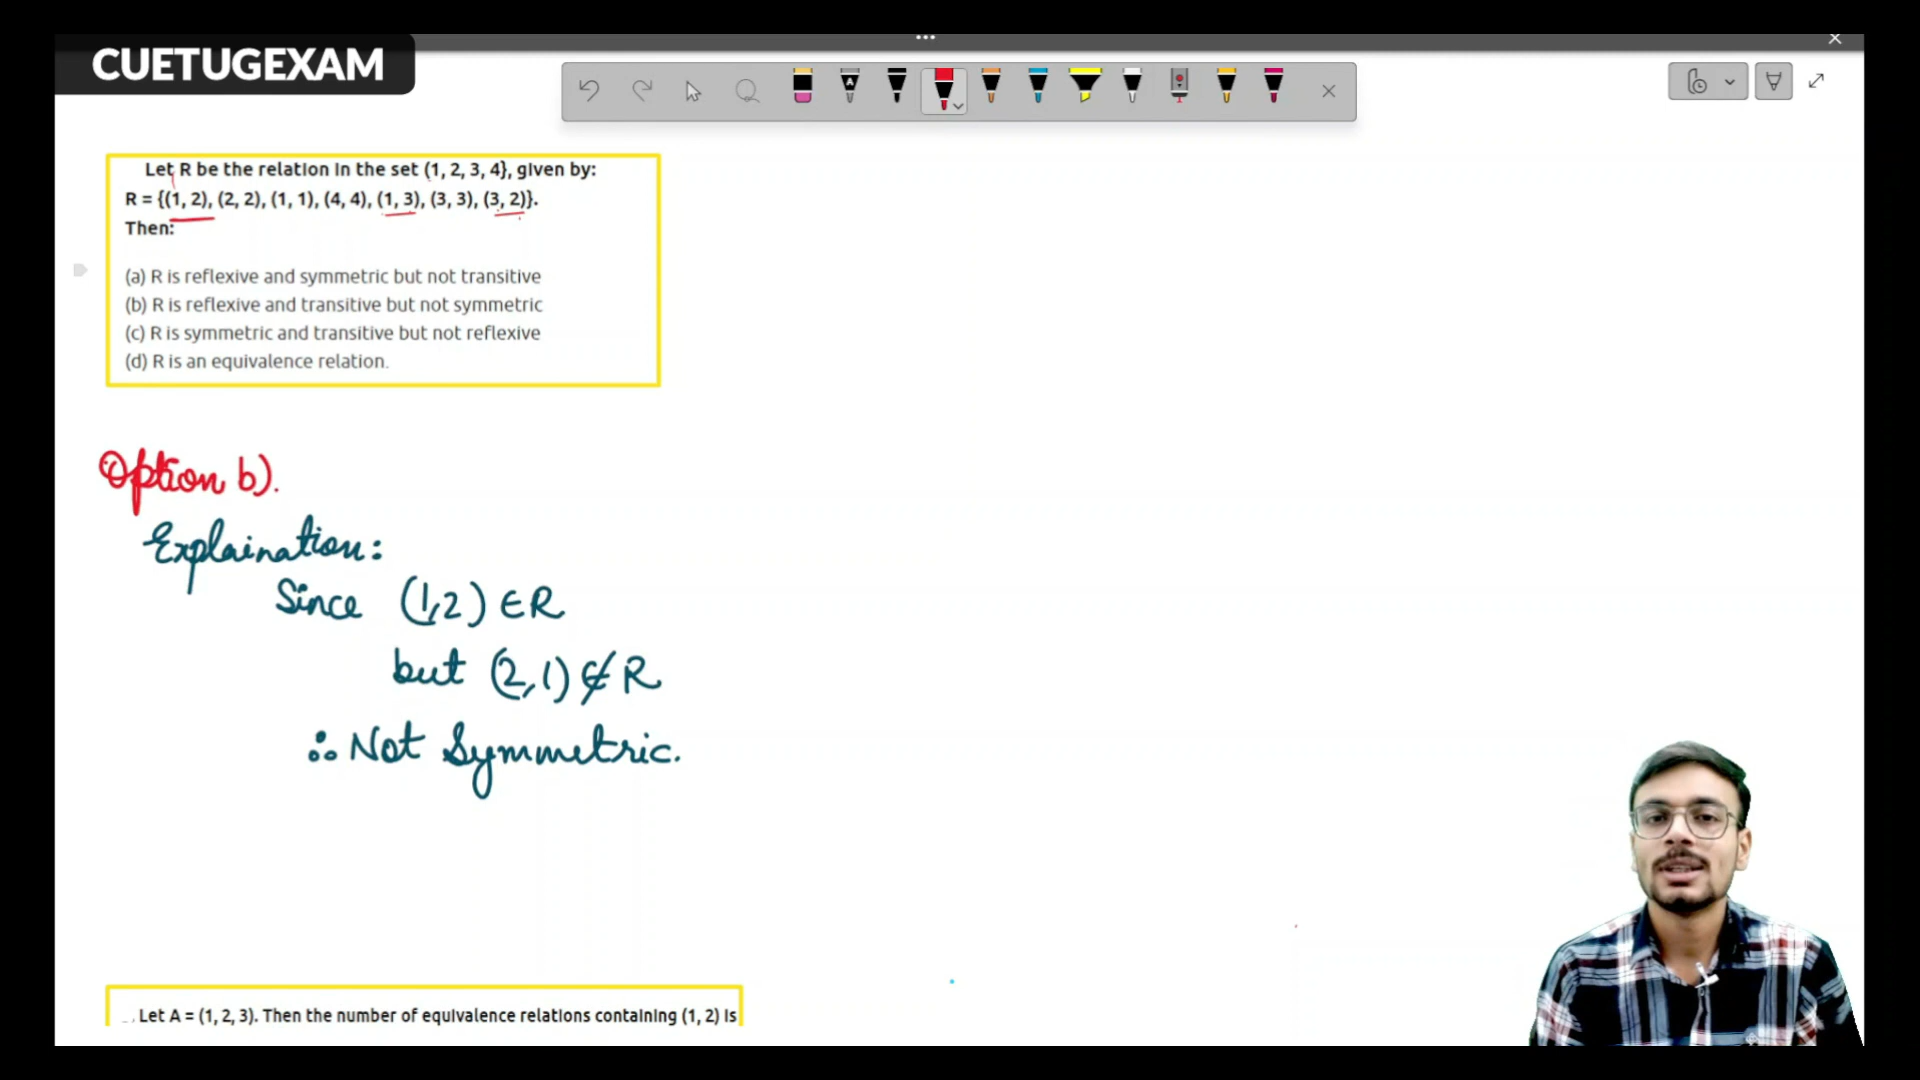 CUETUGEXAM
Let R be the relation in the set (1, 2, 3, 4}, given by:
R = {(1, 2), (2, 2), (1, 1), (4, 4), (1, 3), (3, 3), (3, 2)}.
Then:
(a) R is reflexive and symmetric but not transitive
(b) R is reflexive and transitive but not symmetric
(c) R is symmetric and transitive but not reflexive
(d) R is an equivalence relation.
Option b).
Explaination:
Since (1,2) ∈ R
but (2,1) ∉ R
∴ Not Symmetric.
Let A = (1, 2, 3). Then the number of equivalence relations containing (1, 2) is